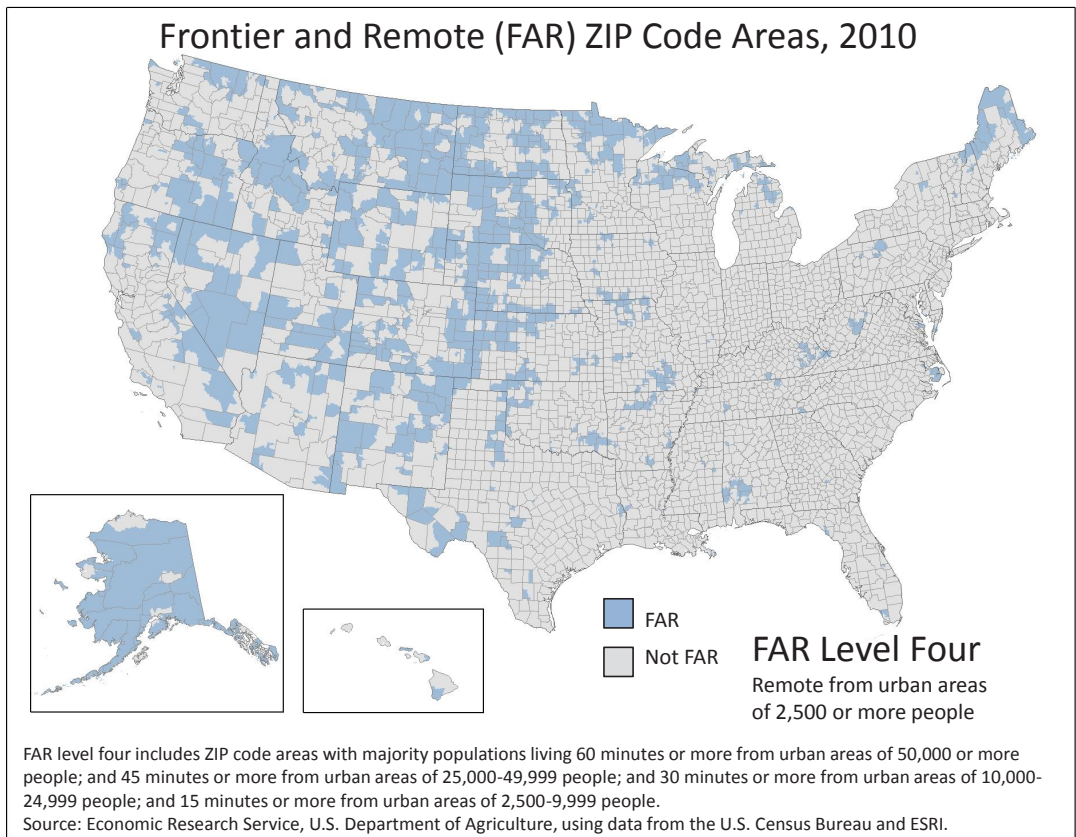 Frontier and Remote (FAR) ZIP Code Areas, 2010
FAR
Not FAR
FAR Level Four
Remote from urban areas
of 2,500 or more people
FAR level four includes ZIP code areas with majority populations living 60 minutes or more from urban areas of 50,000 or more
people; and 45 minutes or more from urban areas of 25,000-49,999 people; and 30 minutes or more from urban areas of 10,000-
24,999 people; and 15 minutes or more from urban areas of 2,500-9,999 people.
Source: Economic Research Service, U.S. Department of Agriculture, using data from the U.S. Census Bureau and ESRI.